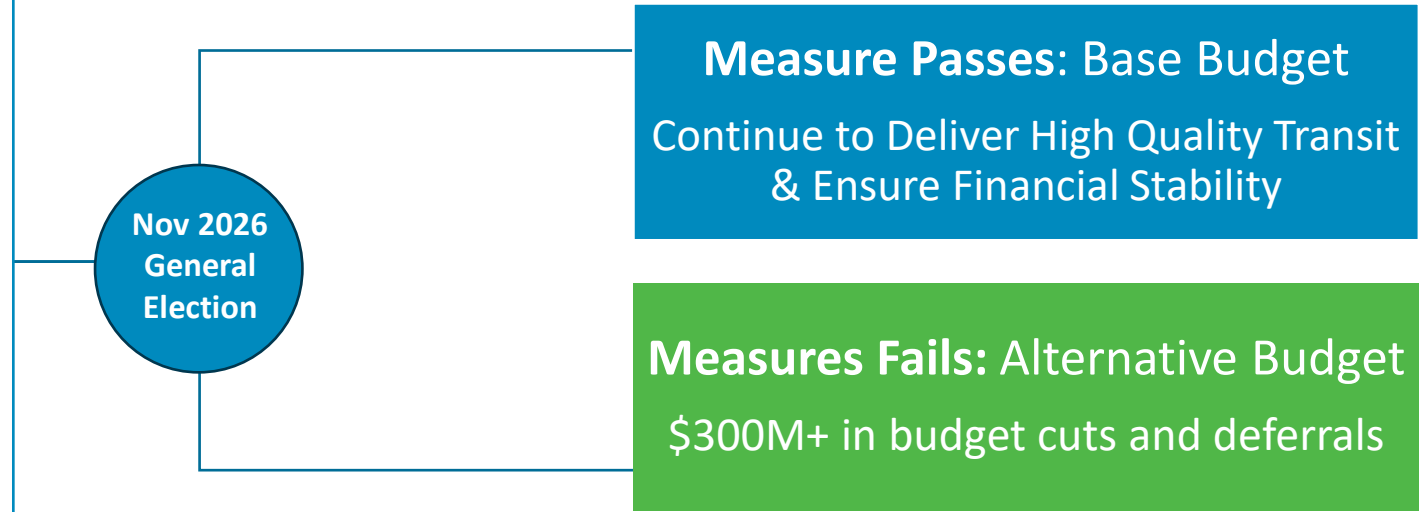 Nov 2026
General
Election
Measure Passes: Base Budget
Continue to Deliver High Quality Transit
& Ensure Financial Stability
Measures Fails: Alternative Budget
$300M+ in budget cuts and deferrals